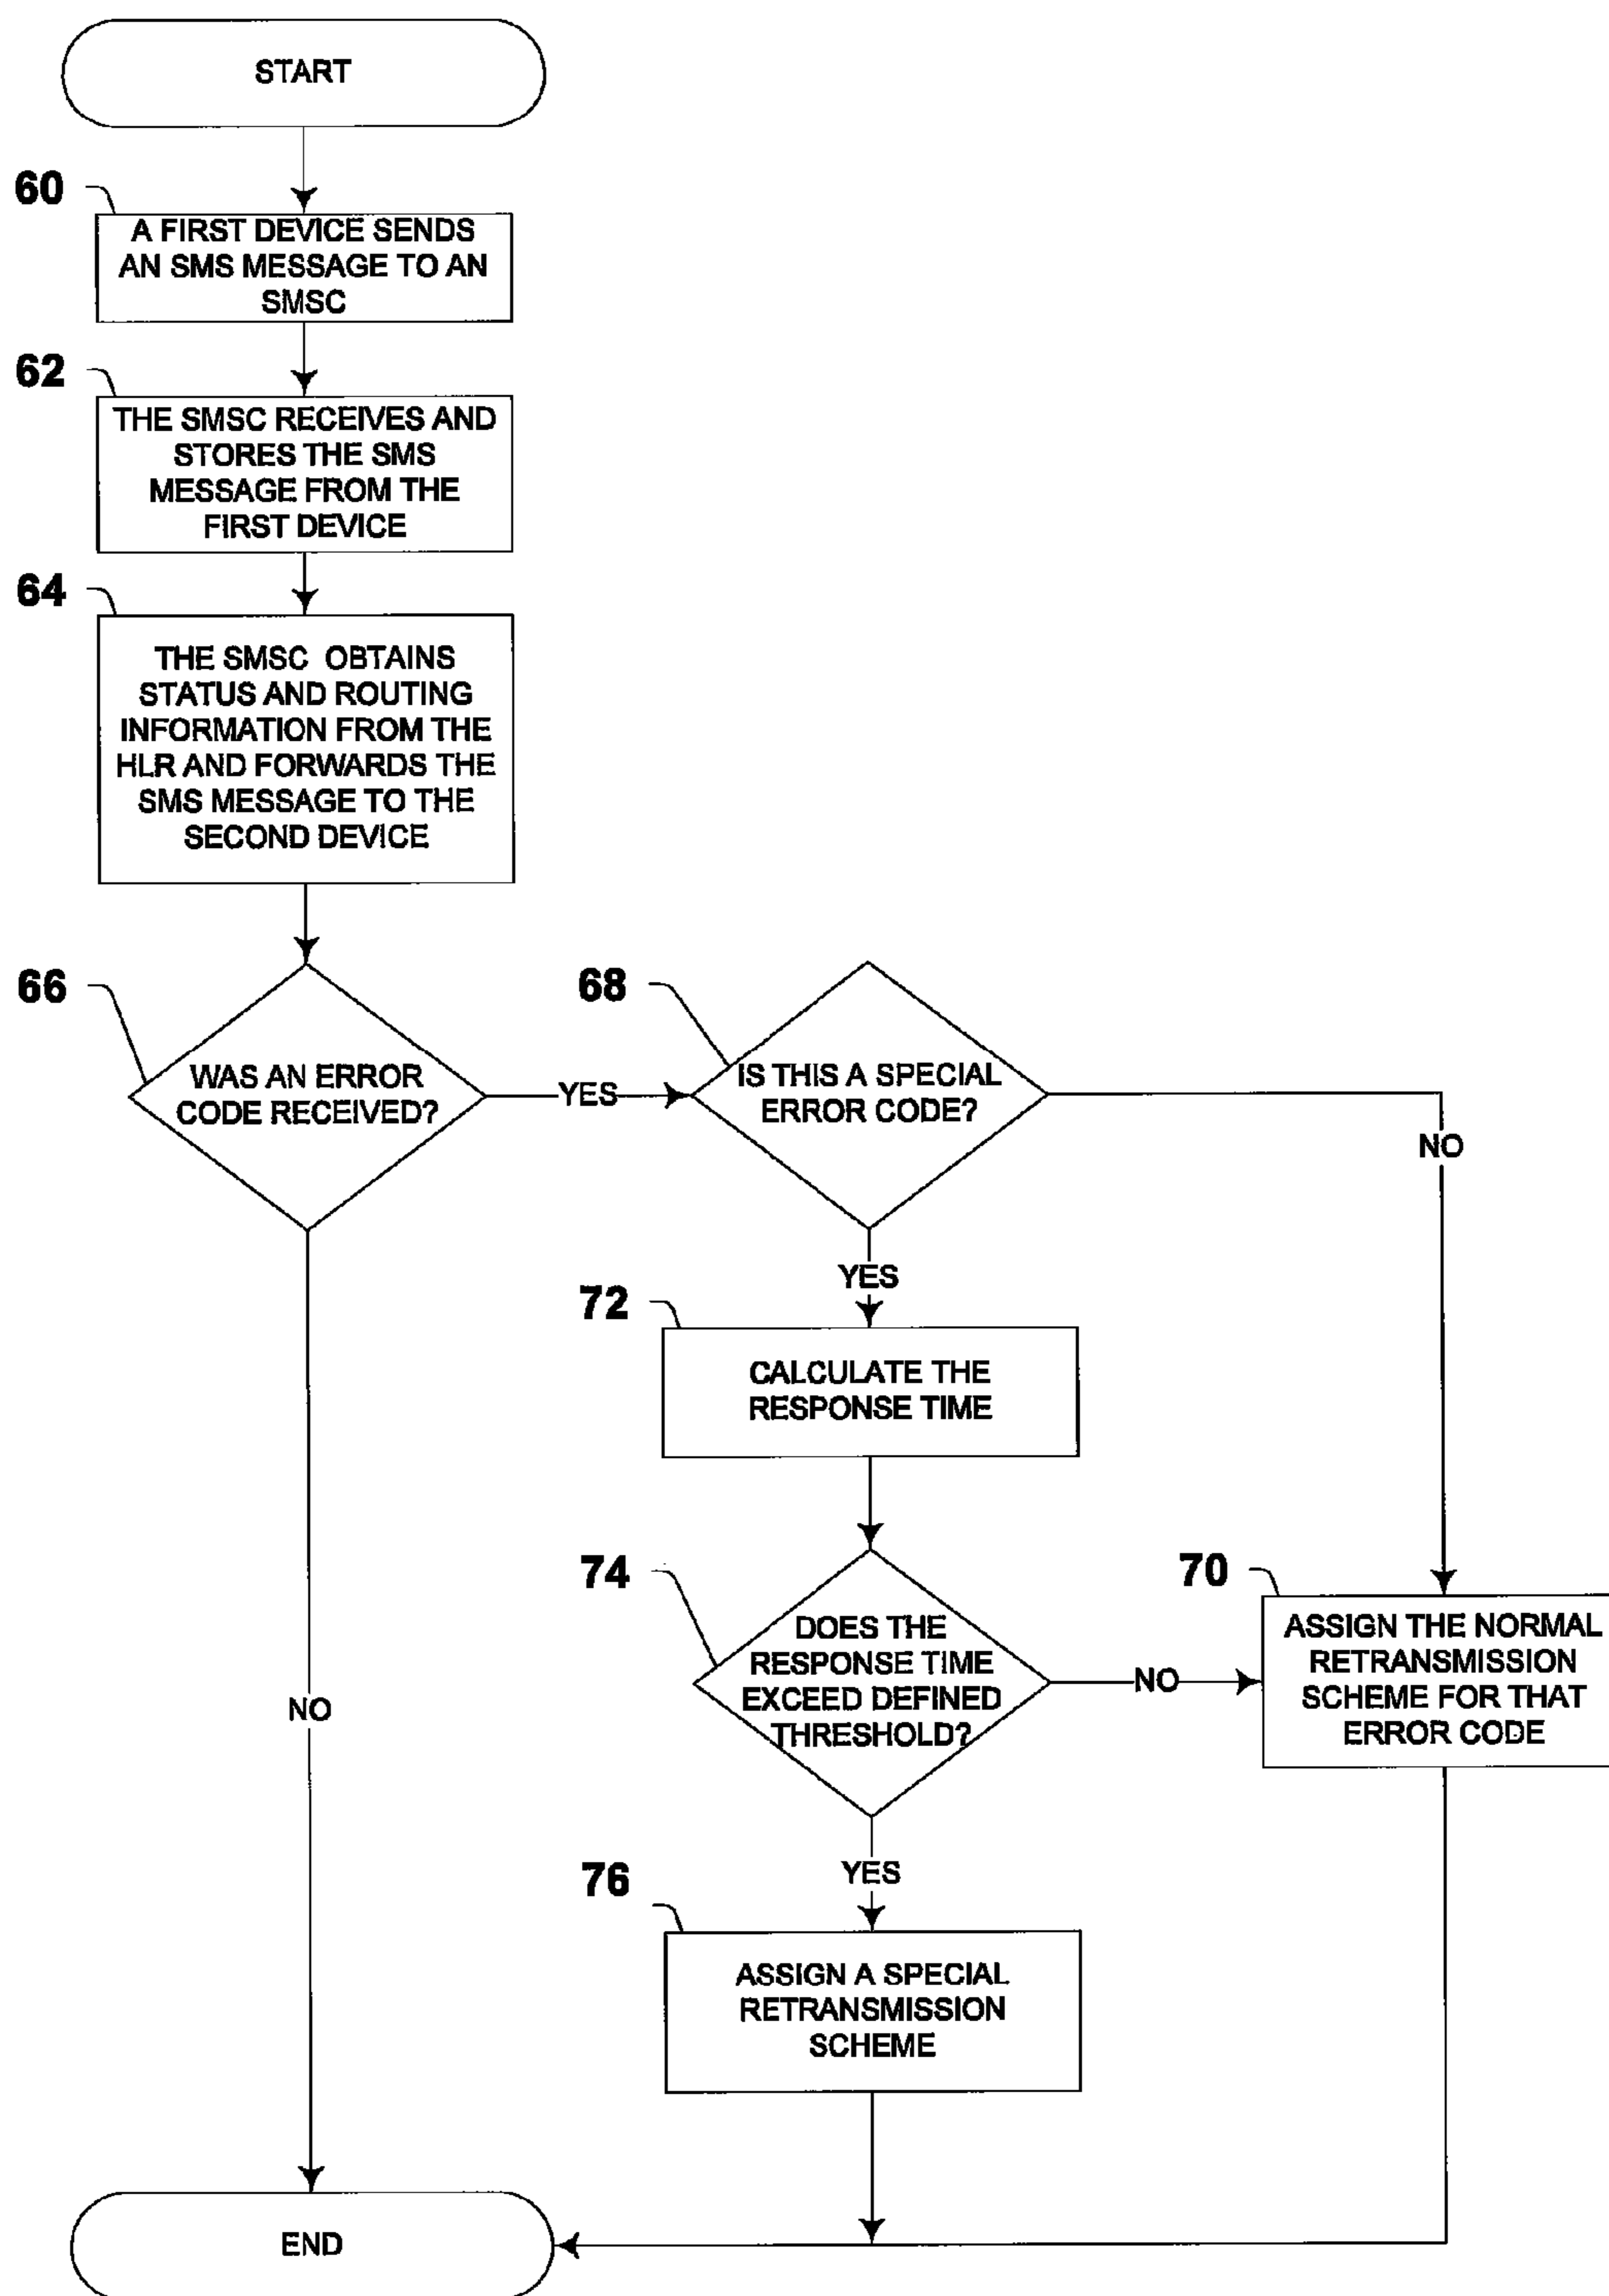 START
60
A FIRST DEVICE SENDS
AN SMS MESSAGE TO AN
SMSC
62
THE SMSC RECEIVES AND
STORES THE SMS
MESSAGE FROM THE
FIRST DEVICE
64
THE SMSC OBTAINS
STATUS AND ROUTING
INFORMATION FROM THE
HLR AND FORWARDS THE
SMS MESSAGE TO THE
SECOND DEVICE
66
WAS AN ERROR
CODE RECEIVED?
YES
68
IS THIS A SPECIAL
ERROR CODE?
NO
YES
72
CALCULATE THE
RESPONSE TIME
74
DOES THE
RESPONSE TIME
EXCEED DEFINED
THRESHOLD?
NO
70
ASSIGN THE NORMAL
RETRANSMISSION
SCHEME FOR THAT
ERROR CODE
NO
YES
76
ASSIGN A SPECIAL
RETRANSMISSION
SCHEME
END